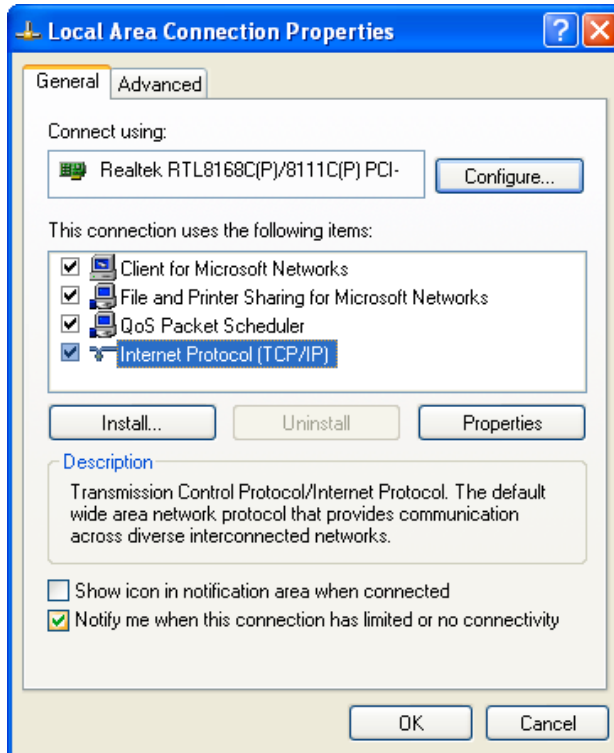 Local Area Connection Properties
General
Advanced
Connect using:
Realtek RTL8168C(P)/8111C(P) PCI-
Configure...
This connection uses the following items:
Client for Microsoft Networks
File and Printer Sharing for Microsoft Networks
QoS Packet Scheduler
Internet Protocol (TCP/IP)
Install...
Uninstall
Properties
Description
Transmission Control Protocol/Internet Protocol. The default
wide area network protocol that provides communication
across diverse interconnected networks.
Show icon in notification area when connected
Notify me when this connection has limited or no connectivity
OK
Cancel